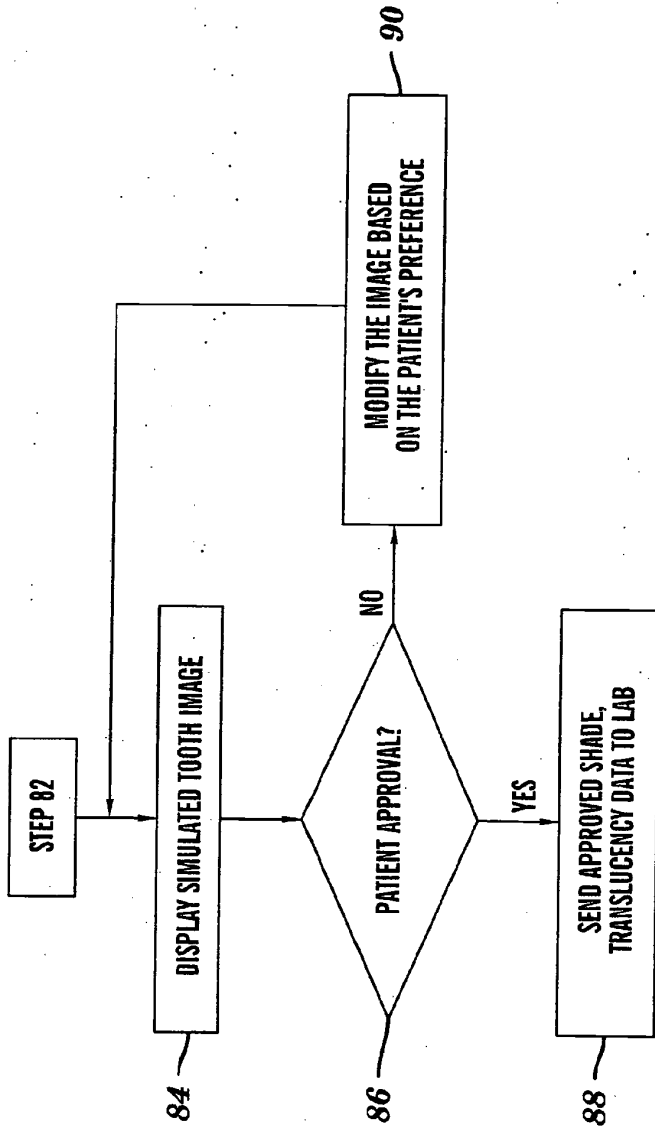 STEP 82
DISPLAY SIMULATED TOOTH IMAGE
84
PATIENT APPROVAL?
86
NO
MODIFY THE IMAGE BASED
ON THE PATIENT'S PREFERENCE
90
YES
SEND APPROVED SHADE,
TRANSLUCENCY DATA TO LAB
88